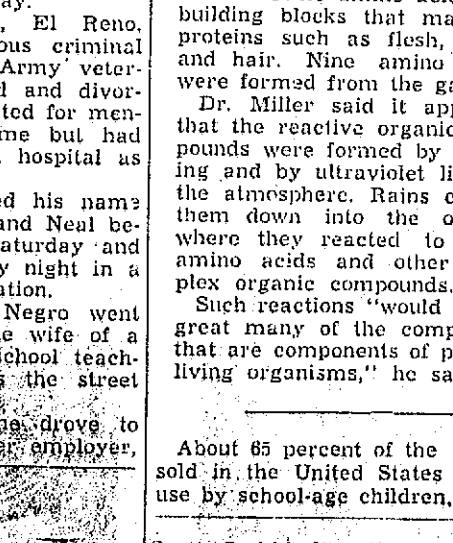 ay.
, El Reno,
ous criminal
Army veter-
l and divor-
ted for men-
me but had
hospital as
d his name
and Neal be-
aturday and
y night in a
ation.
Negro went
e wife of a
chool teach-
s the street
he drove to
er employer,
building blocks that ma
proteins such as flesh,
and hair. Nine amino
were formed from the ga
Dr. Miller said it app
that the reactive organic
pounds were formed by
ing and by ultraviolet li
the atmosphere. Rains c
them down into the o
where they reacted to
amino acids and other
plex organic compounds.
Such reactions "would
great many of the comp
that are components of p
living organisms," he sa
About 65 percent of the
sold in the United States
use by school-age children,